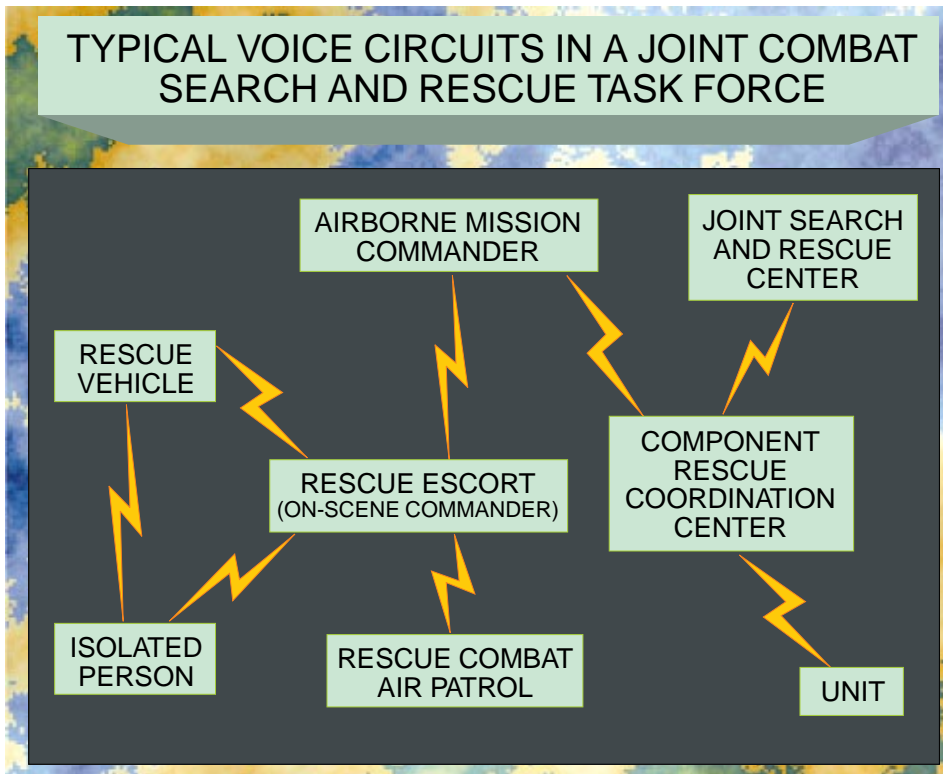 TYPICAL VOICE CIRCUITS IN A JOINT COMBAT
SEARCH AND RESCUE TASK FORCE
AIRBORNE MISSION
COMMANDER
JOINT SEARCH
AND RESCUE
CENTER
RESCUE
VEHICLE
COMPONENT
RESCUE
COORDINATION
CENTER
RESCUE ESCORT
(ON-SCENE COMMANDER)
ISOLATED
PERSON
RESCUE COMBAT
AIR PATROL
UNIT